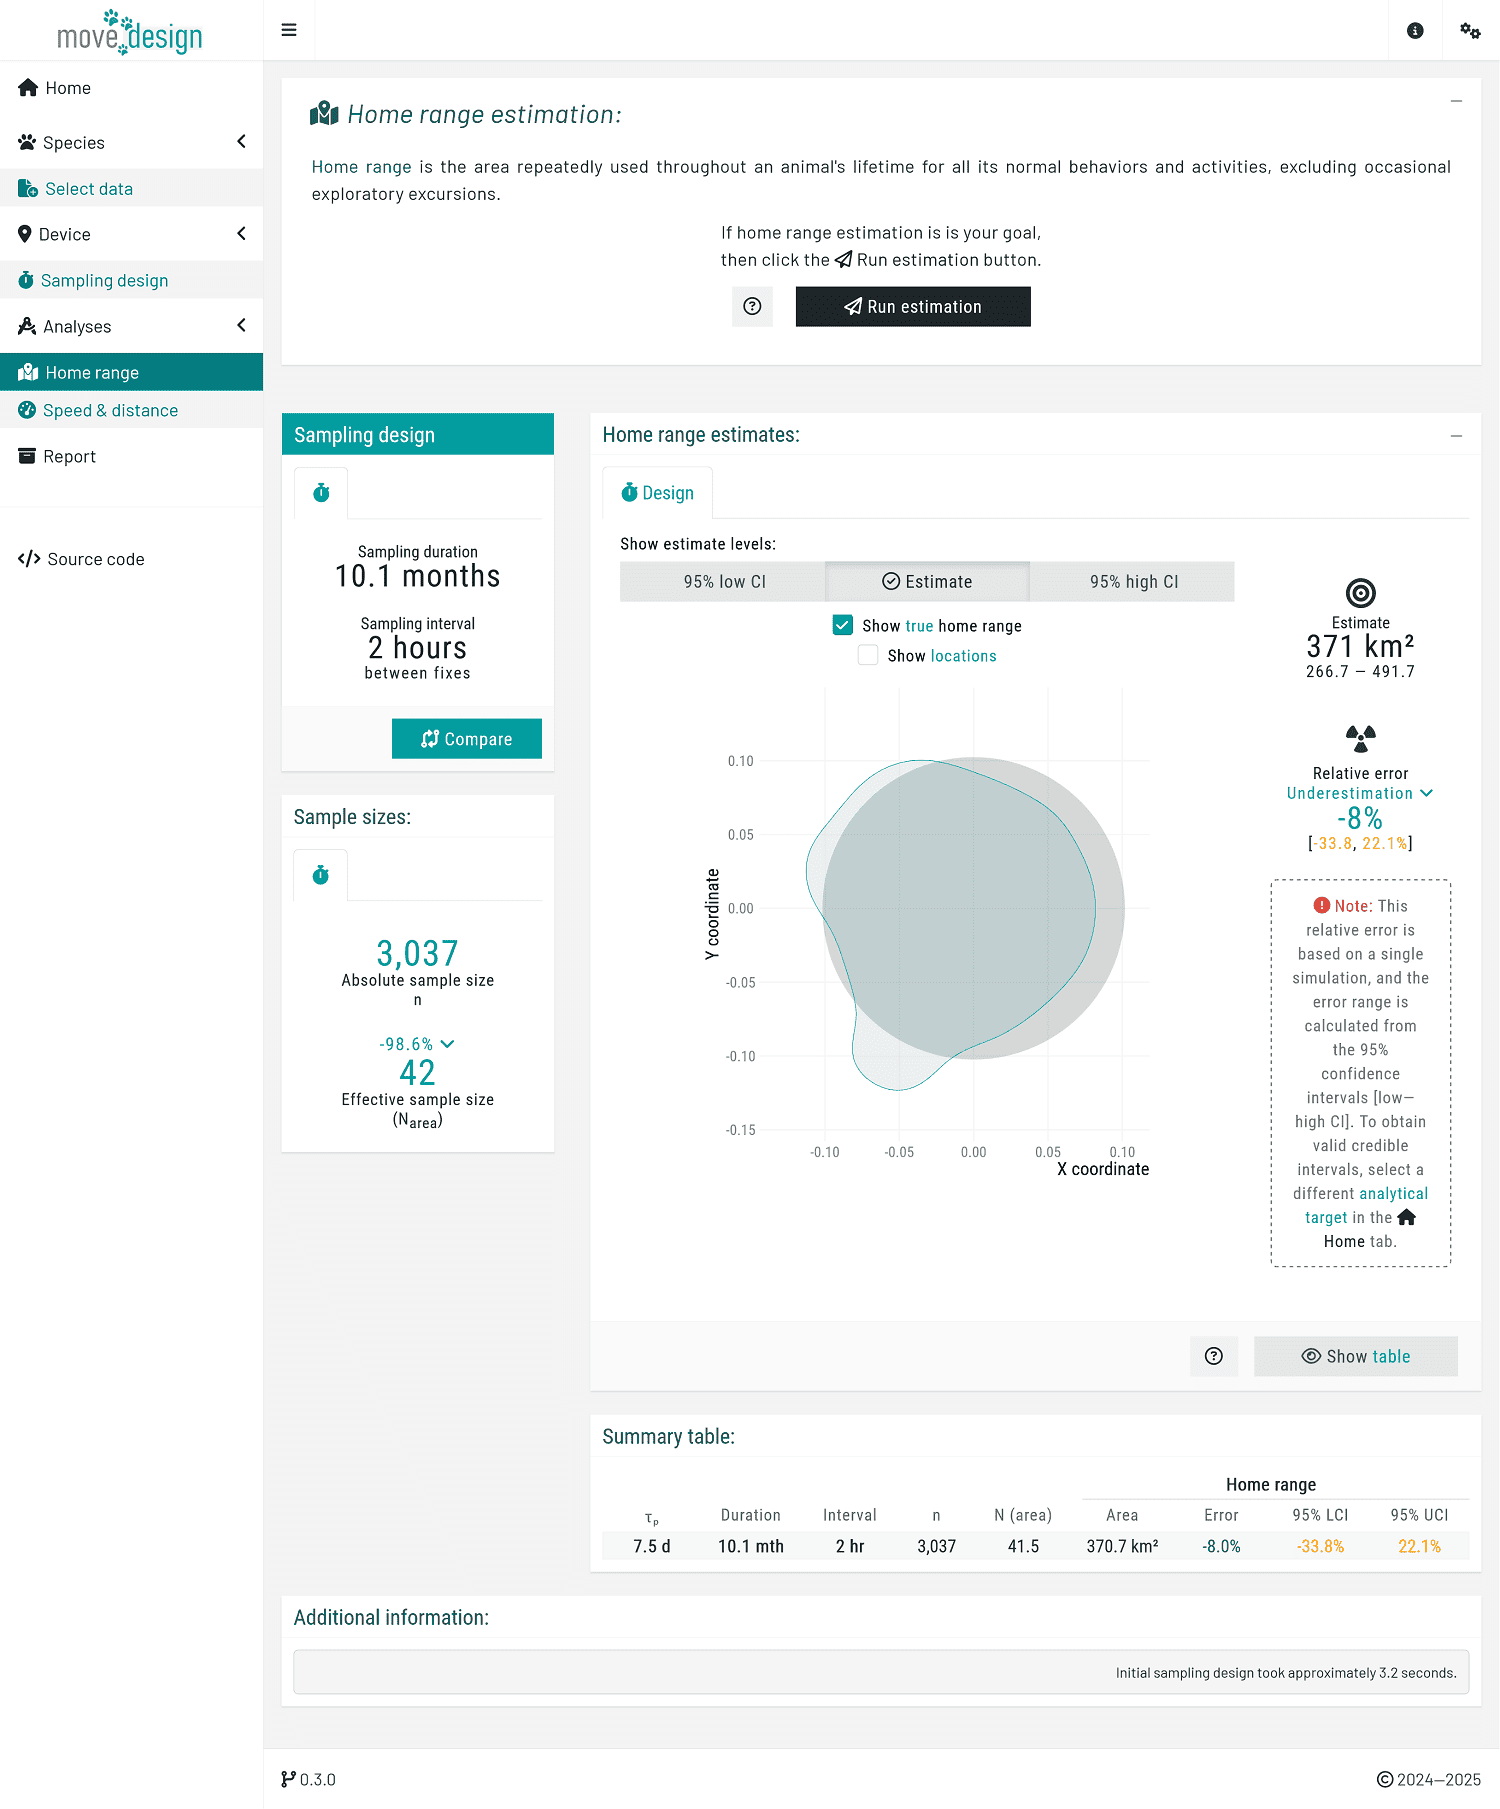 move design
Home
Species
Select data
Device
Sampling design
Analyses
Home range
Speed & distance
Report
Source code
Home range estimation:
Home range is the area repeatedly used throughout an animal's lifetime for all its normal behaviors and activities, excluding occasional
exploratory excursions.
If home range estimation is is your goal,
then click the Run estimation button.
Run estimation
Sampling design
Sampling duration
10.1 months
Sampling interval
2 hours
between fixes
Compare
Sample sizes:
3,037
Absolute sample size
n
-98.6%
42
Effective sample size
(Narea)
Home range estimates:
Design
Show estimate levels:
95% low CI
Estimate
95% high CI
Show true home range
Show locations
0.10
0.05
0.00
-0.05
-0.10
-0.15
Y coordinate
-0.10
-0.05
0.00
0.05
0.10
X coordinate
Estimate
371 km²
266.7 — 491.7
Relative error
Underestimation
-8%
[-33.8, 22.1%]
Note: This
relative error is
based on a single
simulation, and the
error range is
calculated from
the 95%
confidence
intervals [low—
high CI]. To obtain
valid credible
intervals, select a
different analytical
target in the
Home tab.
Show table
Summary table:
Home range
τp Duration Interval n N (area) Area Error 95% LCI 95% UCI
7.5 d 10.1 mth 2 hr 3,037 41.5 370.7 km² -8.0% -33.8% 22.1%
Additional information:
Initial sampling design took approximately 3.2 seconds.
0.3.0
© 2024—2025